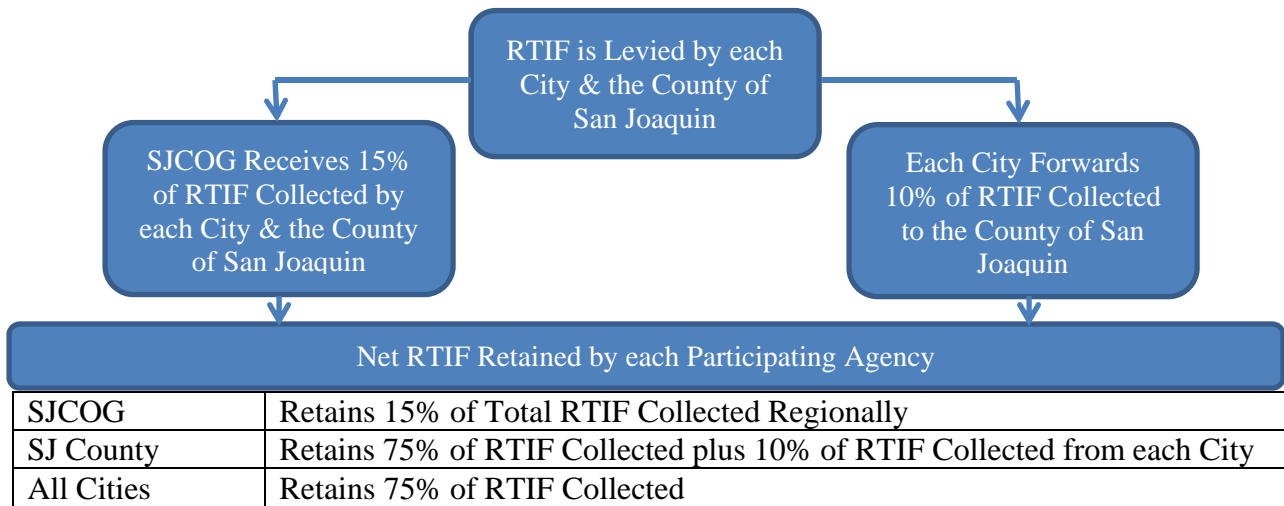 RTIF is Levied by each
City & the County of
San Joaquin
SJCOG Receives 15%
of RTIF Collected by
each City & the County
of San Joaquin
Each City Forwards
10% of RTIF Collected
to the County of San
Joaquin
Net RTIF Retained by each Participating Agency
SJCOG Retains 15% of Total RTIF Collected Regionally
SJ County Retains 75% of RTIF Collected plus 10% of RTIF Collected from each City
All Cities Retains 75% of RTIF Collected